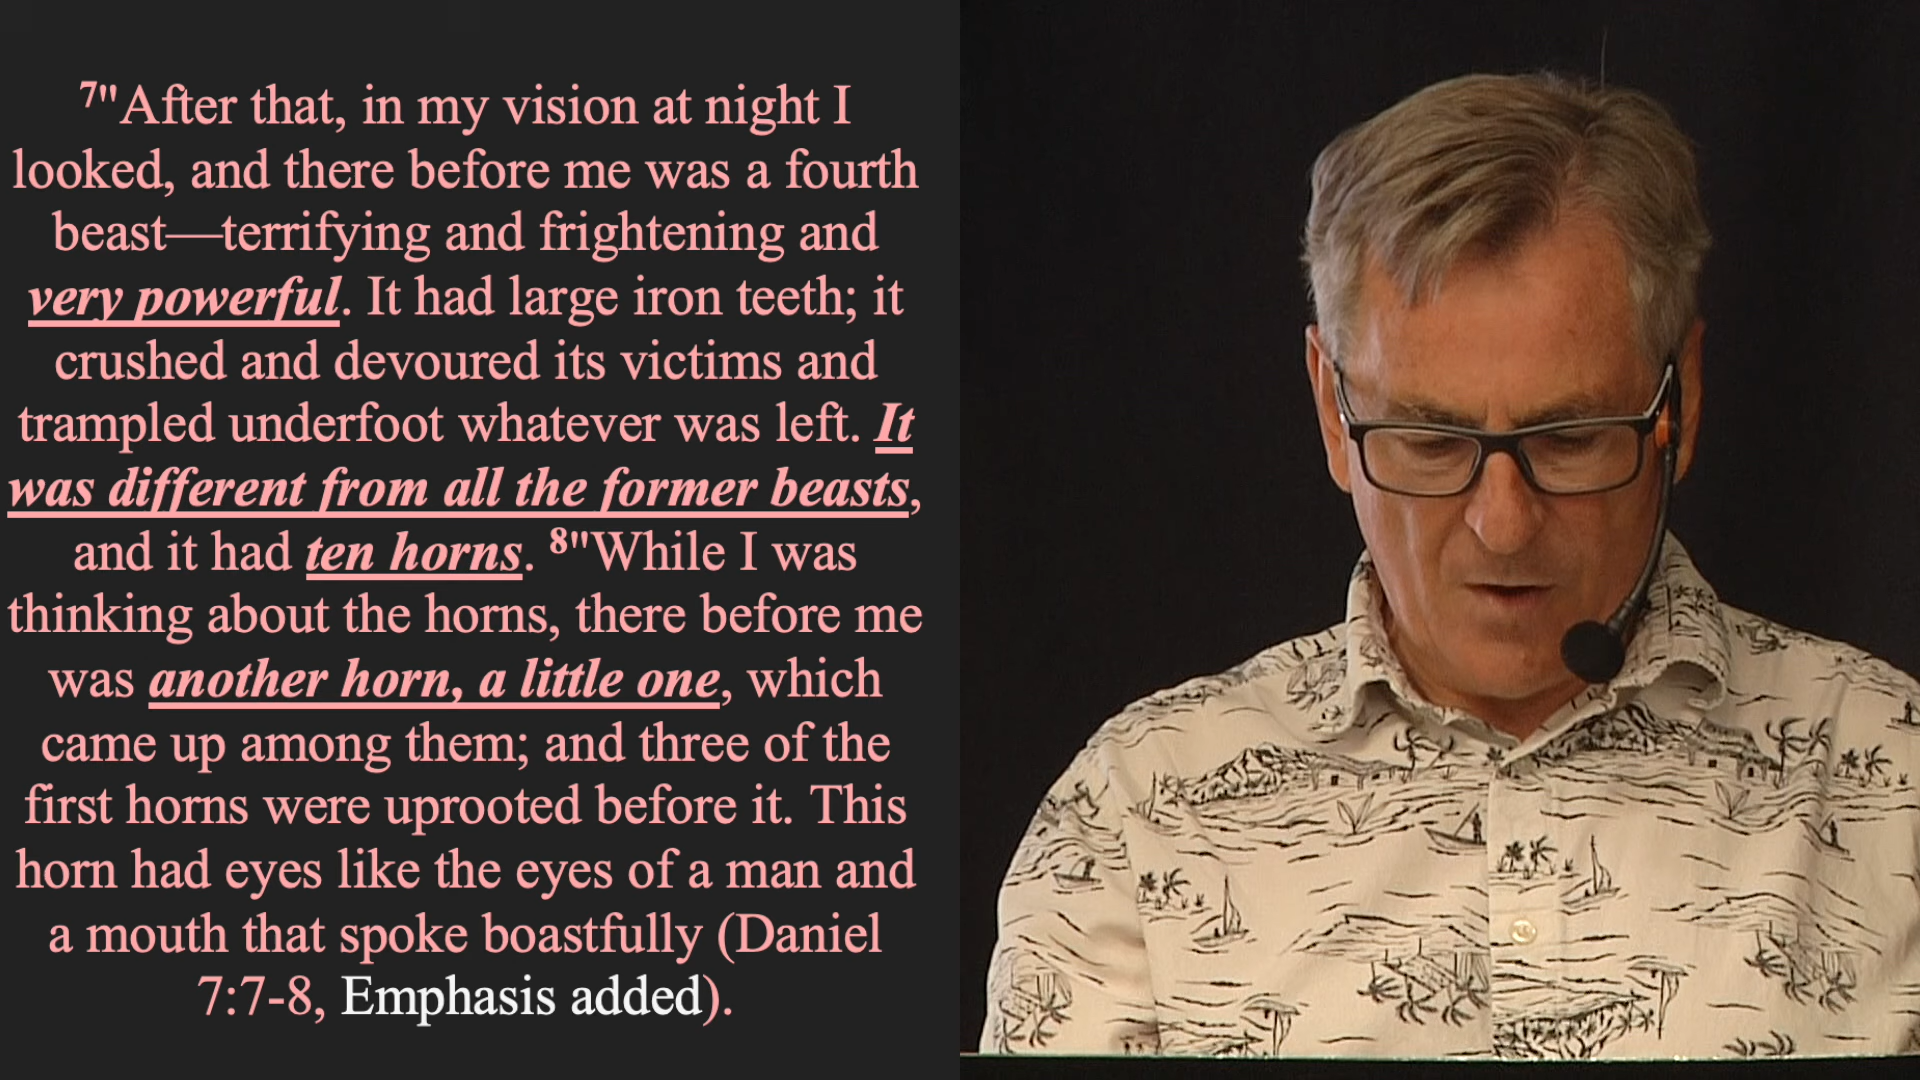 7"After that, in my vision at night I
looked, and there before me was a fourth
beast—terrifying and frightening and
very powerful. It had large iron teeth; it
crushed and devoured its victims and
trampled underfoot whatever was left. It
was different from all the former beasts,
and it had ten horns. 8"While I was
thinking about the horns, there before me
was another horn, a little one, which
came up among them; and three of the
first horns were uprooted before it. This
horn had eyes like the eyes of a man and
a mouth that spoke boastfully (Daniel
7:7-8, Emphasis added).